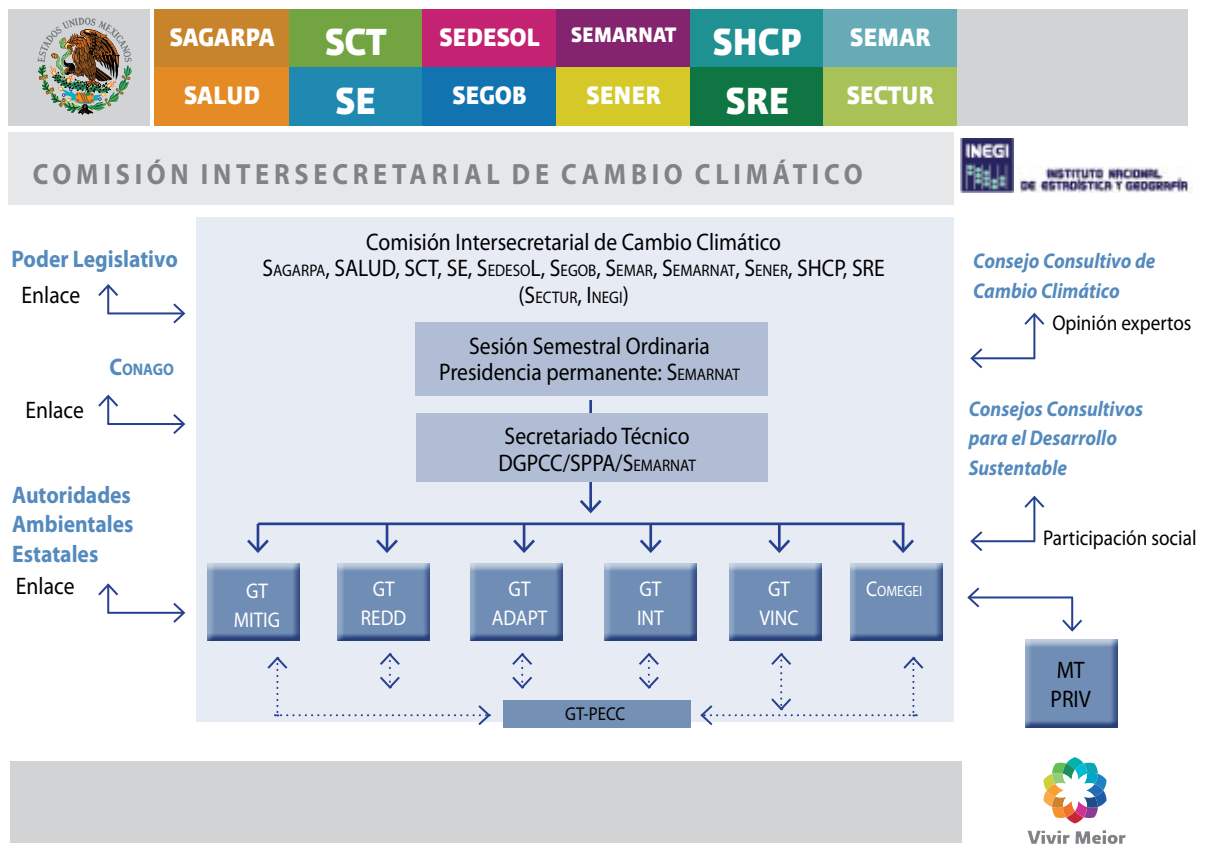 ESTADOS UNIDOS MEXICANOS
SAGARPA SCT SEDESOL SEMARNAT SHCP SEMAR
SALUD SE SEGOB SENER SRE SECTUR
COMISIÓN INTERSECRETARIAL DE CAMBIO CLIMÁTICO
INEGI
INSTITUTO NACIONAL
DE ESTADÍSTICA Y GEOGRAFÍA
Comisión Intersecretarial de Cambio Climático
SAGARPA, SALUD, SCT, SE, SEDESOL, SEGOB, SEMAR, SEMARNAT, SENER, SHCP, SRE
(SECTUR, INEGI)
Poder Legislativo
Enlace
CONAGO
Enlace
Autoridades
Ambientales
Estatales
Enlace
Sesión Semestral Ordinaria
Presidencia permanente: SEMARNAT
Secretariado Técnico
DGPCC/SPPA/SEMARNAT
GT
MITIG
GT
REDD
GT
ADAPT
GT
INT
GT
VINC
COMEGEI
GT-PECC
Consejo Consultivo de
Cambio Climático
Opinión expertos
Consejos Consultivos
para el Desarrollo
Sustentable
Participación social
MT
PRIV
Vivir Mejor